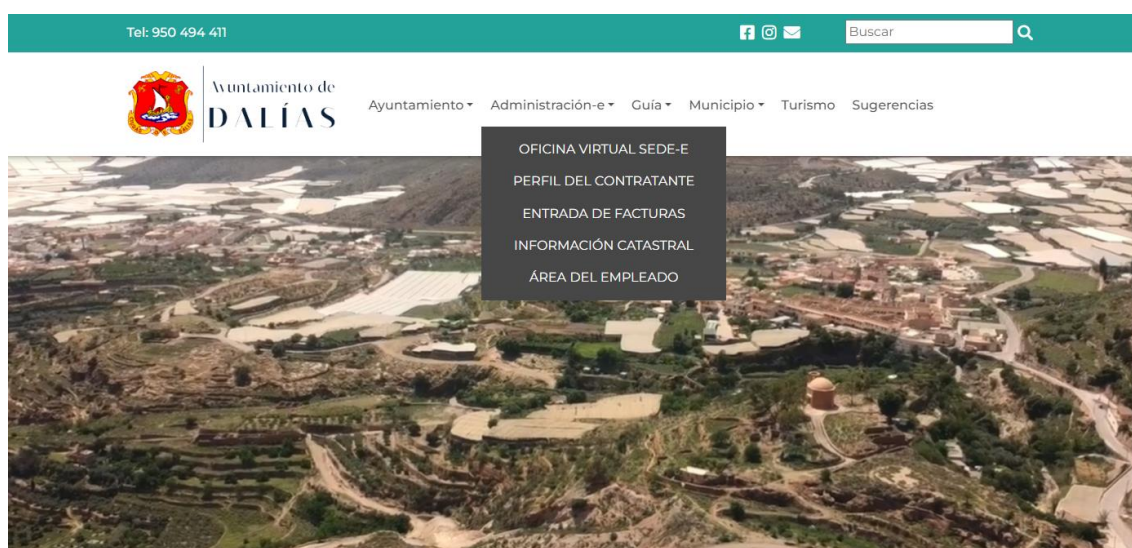 Tel: 950 494 411
Buscar
Ayuntamiento de
DALÍAS
Ayuntamiento Administración-e Guía Municipio Turismo Sugerencias
OFICINA VIRTUAL SEDE-E
PERFIL DEL CONTRATANTE
ENTRADA DE FACTURAS
INFORMACIÓN CATASTRAL
ÁREA DEL EMPLEADO